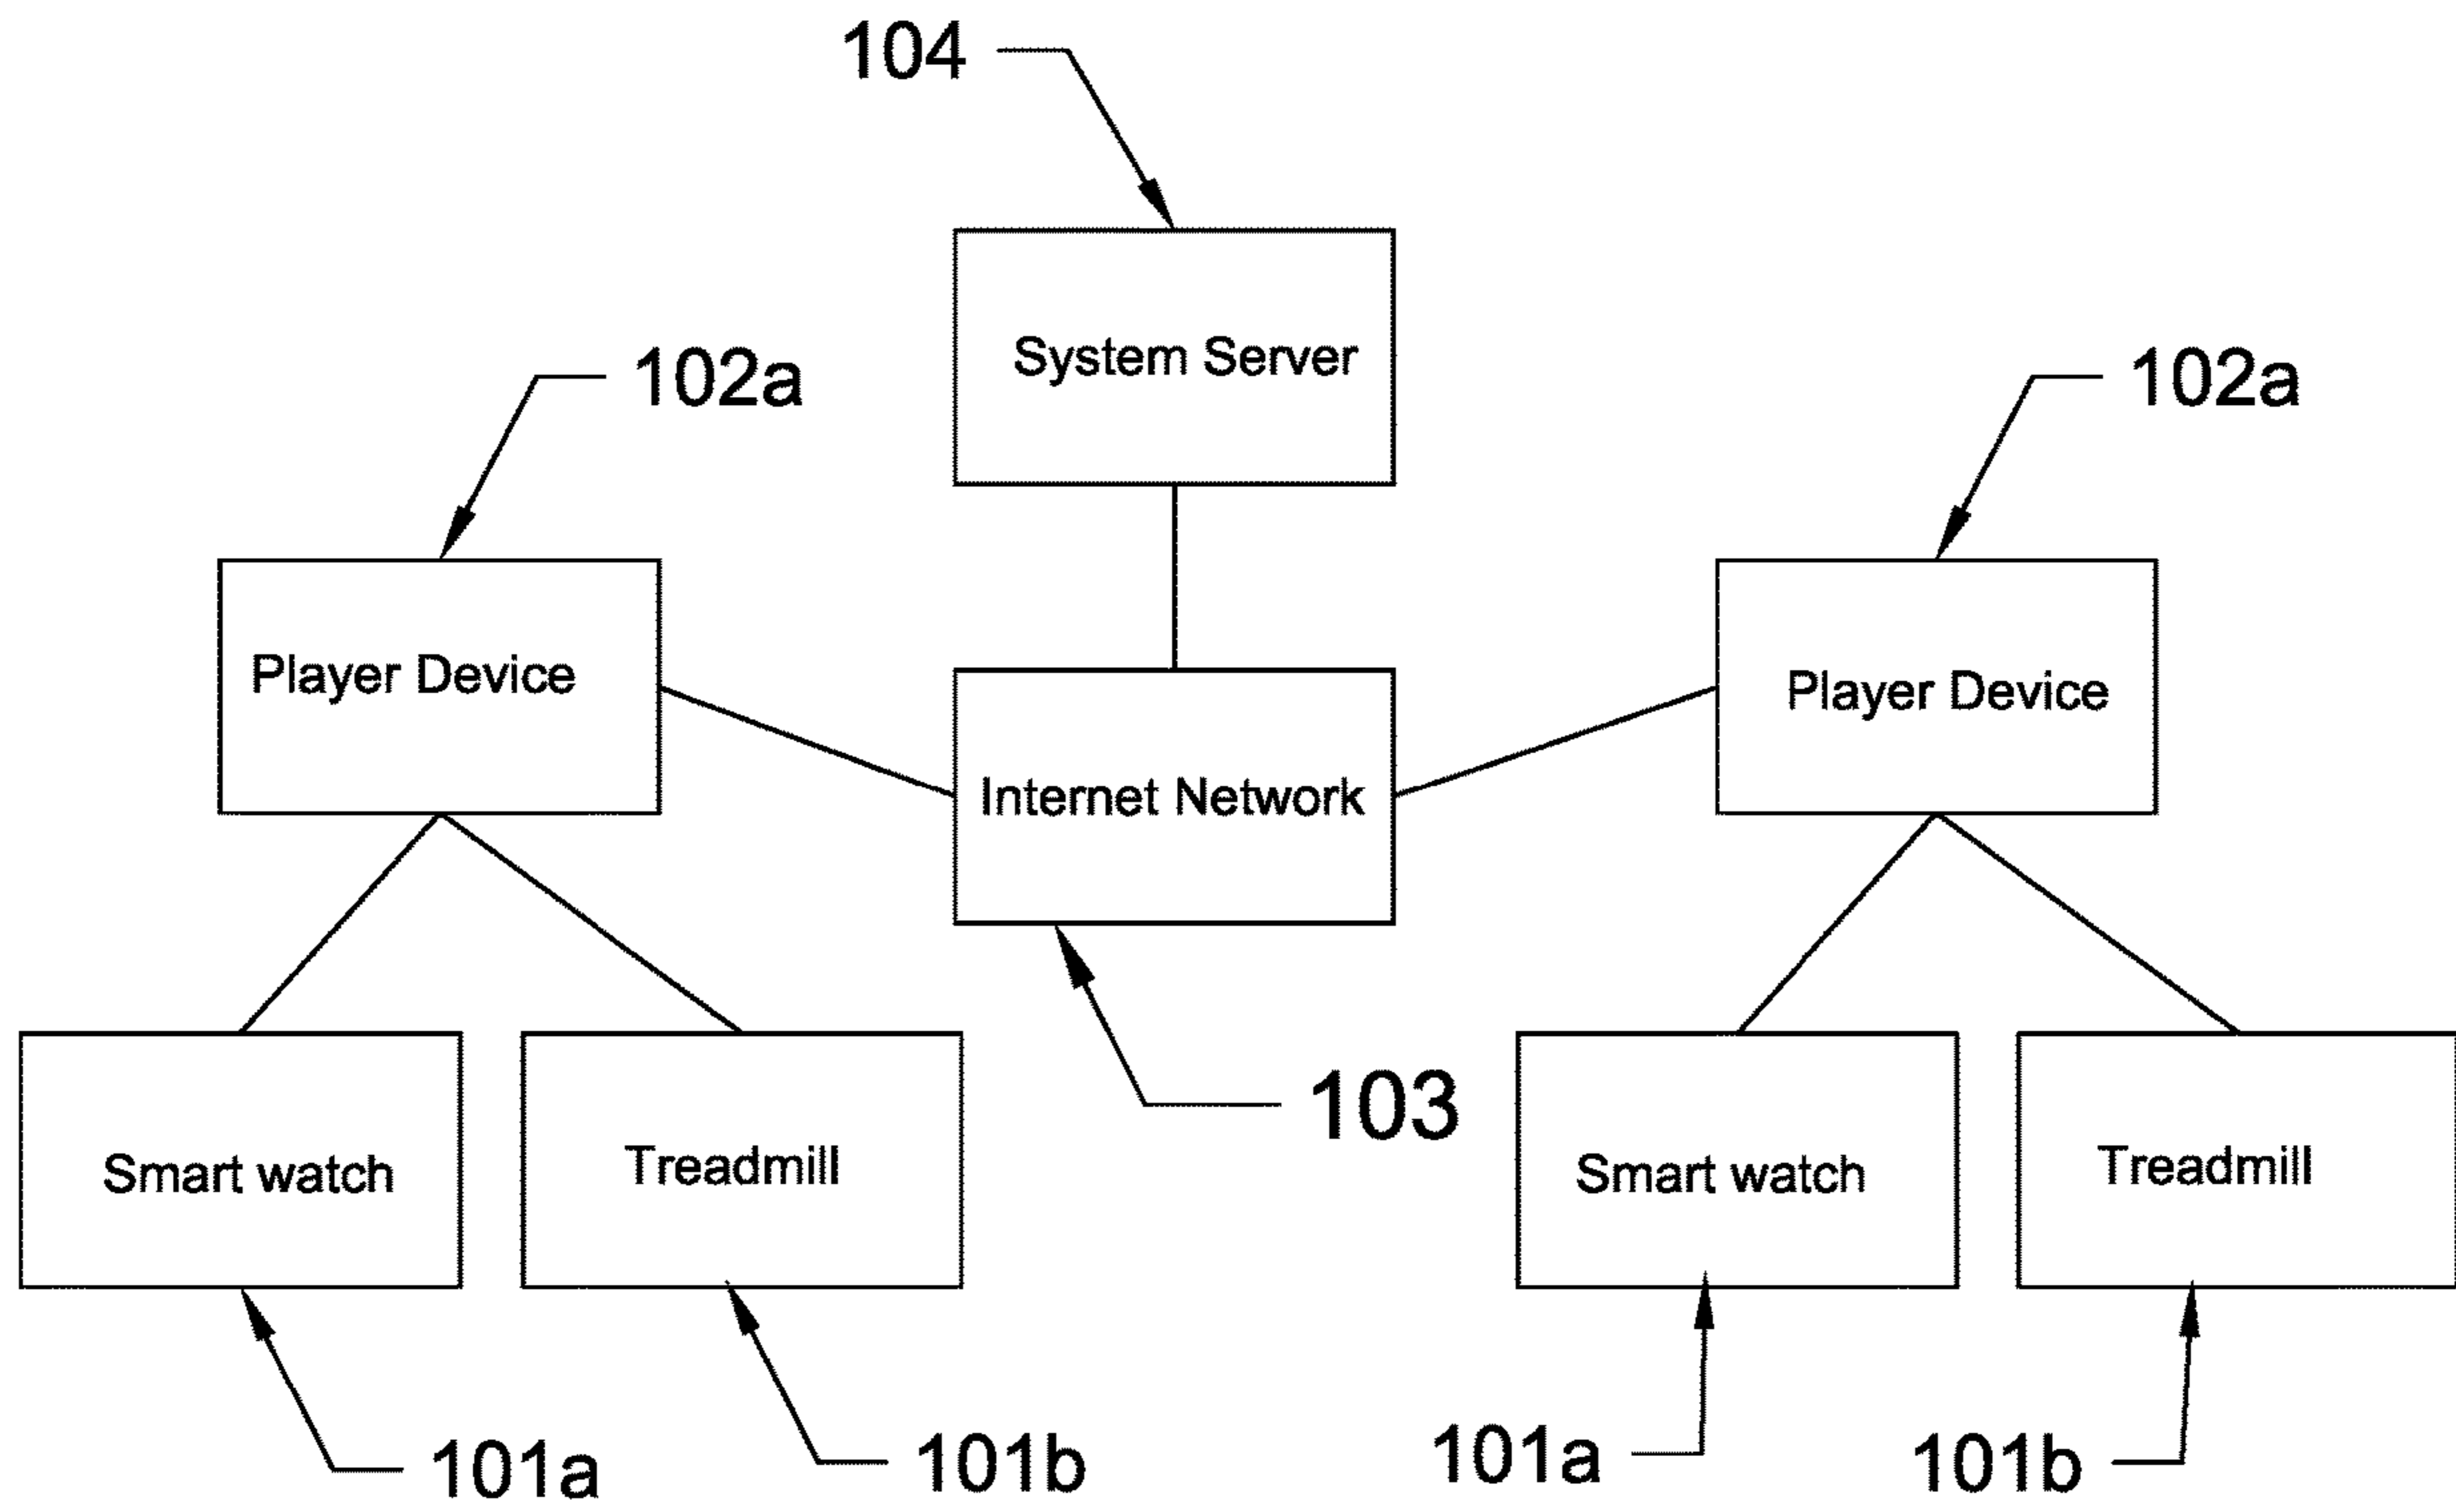 104
102a
102a
System Server
Player Device
Player Device
Internet Network
103
Smart watch
Treadmill
Smart watch
Treadmill
101a
101b
101a
101b